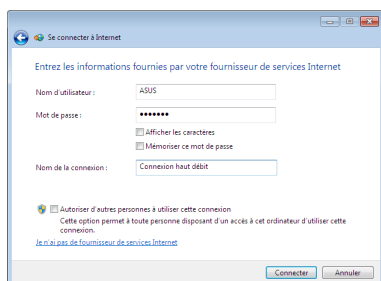 Se connecter à Internet
Entrez les informations fournies par votre fournisseur de services Internet
Nom d'utilisateur :
ASUS
Mot de passe :
•••••••
Afficher les caractères
Mémoriser ce mot de passe
Nom de la connexion :
Connexion haut débit
Autoriser d'autres personnes à utiliser cette connexion
Cette option permet à toute personne disposant d'un accès à cet ordinateur d'utiliser cette
connexion.
Je n'ai pas de fournisseur de services Internet
Connecter
Annuler